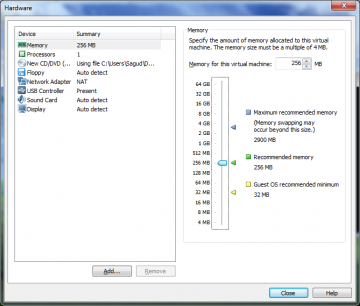 Hardware
Device Summary
Memory 256 MB
Processors 1
New CD/DVD (... Using file C:\Users\Gagud\D...
Floppy Auto detect
Network Adapter NAT
USB Controller Present
Sound Card Auto detect
Display Auto detect
Add...
Remove
Memory
Specify the amount of memory allocated to this virtual
machine. The memory size must be a multiple of 4 MB.
Memory for this virtual machine: 256 MB
64 GB
32 GB
16 GB
8 GB
4 GB
2 GB
1 GB
512 MB
256 MB
128 MB
64 MB
32 MB
16 MB
8 MB
4 MB
Maximum recommended memory
(Memory swapping may
occur beyond this size.)
2900 MB
Recommended memory
256 MB
Guest OS recommended minimum
32 MB
Close
Help